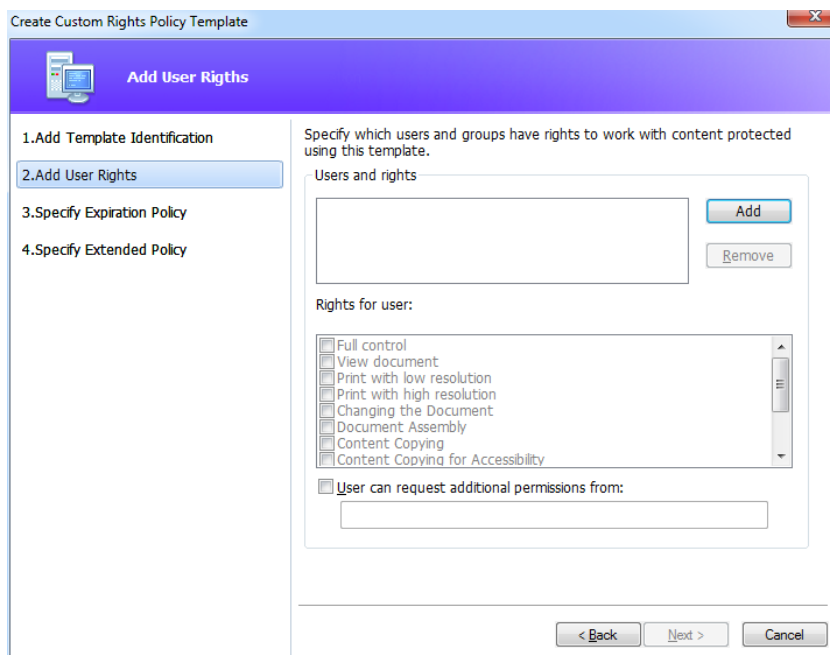 Create Custom Rights Policy Template
Add User Rigths
1.Add Template Identification
2.Add User Rights
3.Specify Expiration Policy
4.Specify Extended Policy
Specify which users and groups have rights to work with content protected
using this template.
Users and rights
Add
Remove
Rights for user:
Full control
View document
Print with low resolution
Print with high resolution
Changing the Document
Document Assembly
Content Copying
Content Copying for Accessibility
User can request additional permissions from:
< Back
Next >
Cancel